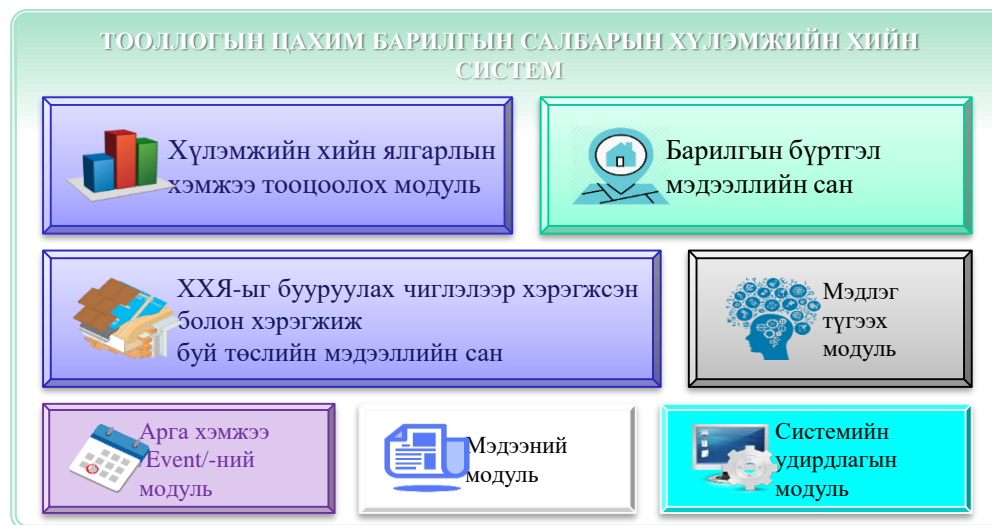 ТООЛЛОГЫН ЦАХИМ БАРИЛГЫН САЛБАРЫН ХҮЛЭМЖИЙН ХИЙН
СИСТЕМ
Хүлэмжийн хийн ялгарлын
хэмжээ тооцоолох модуль
Барилгын бүртгэл
мэдээллийн сан
ХХЯ-ыг бууруулах чиглэлээр хэрэгжсэн
болон хэрэгжиж
буй төслийн мэдээллийн сан
Мэдлэг
түгээх
модуль
Арга хэмжээ
/Event/-ний
модуль
Мэдээний
модуль
Системийн
удирдлагын
модуль